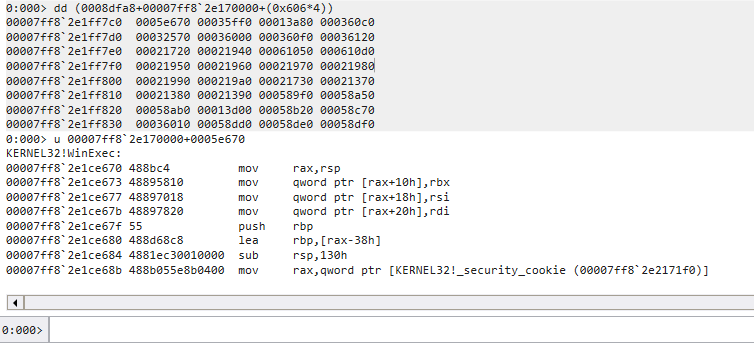 0:000> dd (0008dfa8+00007ff8`2e170000+(0x606*4))
00007ff8`2e1ff7c0  0005e670 00035ff0 00013a80 000360c0
00007ff8`2e1ff7d0  00032570 00036000 000360f0 00036120
00007ff8`2e1ff7e0  00021720 00021940 00061050 000610d0
00007ff8`2e1ff7f0  00021950 00021960 00021970 00021980
00007ff8`2e1ff800  00021990 000219a0 00021730 00021370
00007ff8`2e1ff810  00021380 00021390 000589f0 00058a50
00007ff8`2e1ff820  00058ab0 00013d00 00058b20 00058c70
00007ff8`2e1ff830  00036010 00058dd0 00058de0 00058df0
0:000> u 00007ff8`2e170000+0005e670
KERNEL32!WinExec:
00007ff8`2e1ce670 488bc4          mov     rax,rsp
00007ff8`2e1ce673 48895810        mov     qword ptr [rax+10h],rbx
00007ff8`2e1ce677 48897018        mov     qword ptr [rax+18h],rsi
00007ff8`2e1ce67b 48897820        mov     qword ptr [rax+20h],rdi
00007ff8`2e1ce67f 55              push    rbp
00007ff8`2e1ce680 488d68c8        lea     rbp,[rax-38h]
00007ff8`2e1ce684 4881ec30010000  sub     rsp,130h
00007ff8`2e1ce68b 488b055e8b0400  mov     rax,qword ptr [KERNEL32!_security_cookie (00007ff8`2e2171f0)]
0:000>